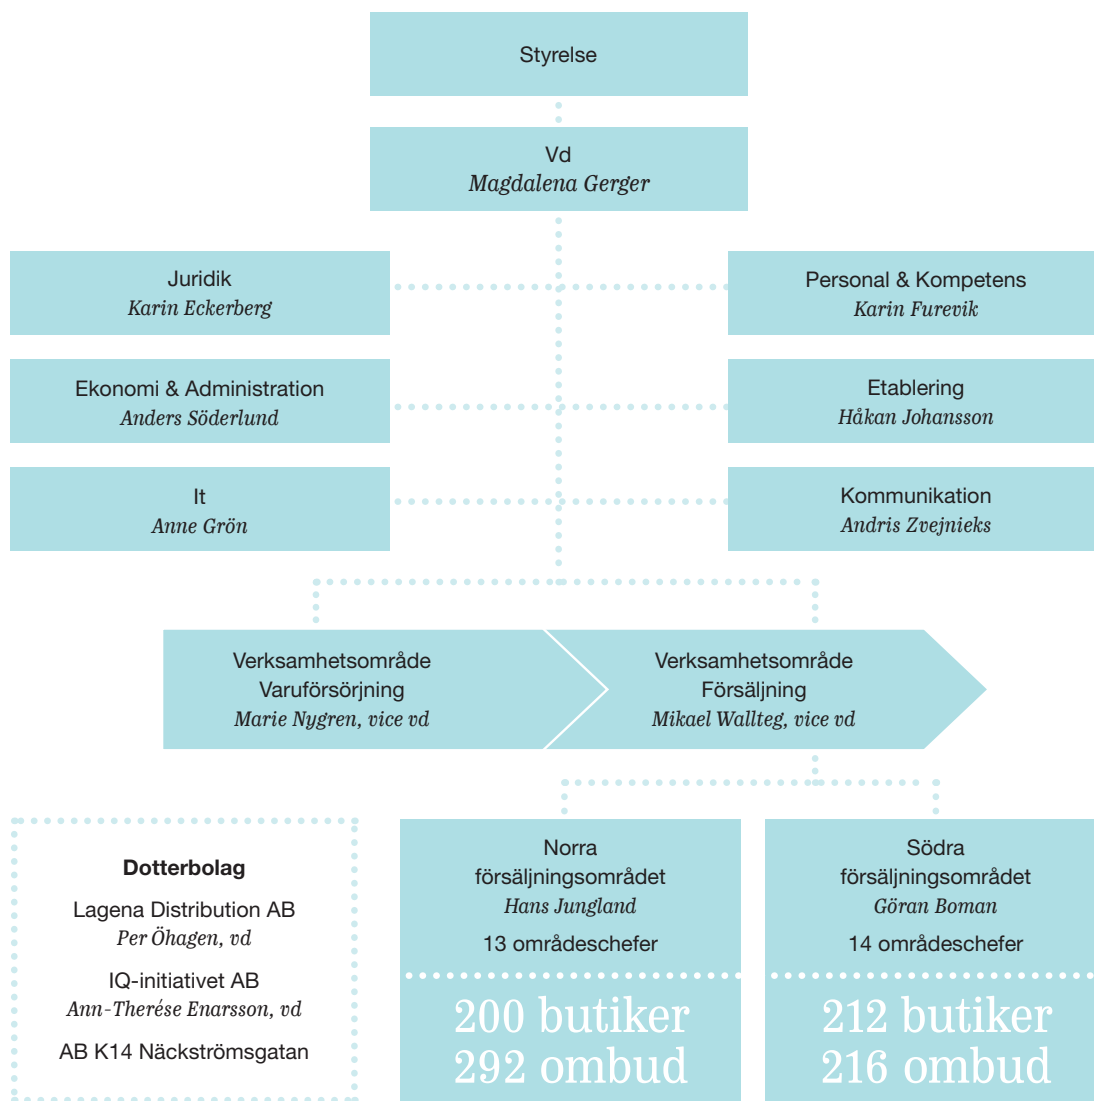 Styrelse
Vd
Magdalena Gerger
Juridik
Karin Eckerberg
Personal & Kompetens
Karin Furevik
Ekonomi & Administration
Anders Söderlund
Etablering
Håkan Johansson
It
Anne Grön
Kommunikation
Andris Zvejnieks
Verksamhetsområde
Varuförsörjning
Marie Nygren, vice vd
Verksamhetsområde
Försäljning
Mikael Wallteg, vice vd
Dotterbolag
Lagena Distribution AB
Per Öhagen, vd
IQ-initiativet AB
Ann-Therése Enarsson, vd
AB K14 Näckströmsgatan
Norra
försäljningsområdet
Hans Jungland
13 områdeschefer
200 butiker
292 ombud
Södra
försäljningsområdet
Göran Boman
14 områdeschefer
212 butiker
216 ombud